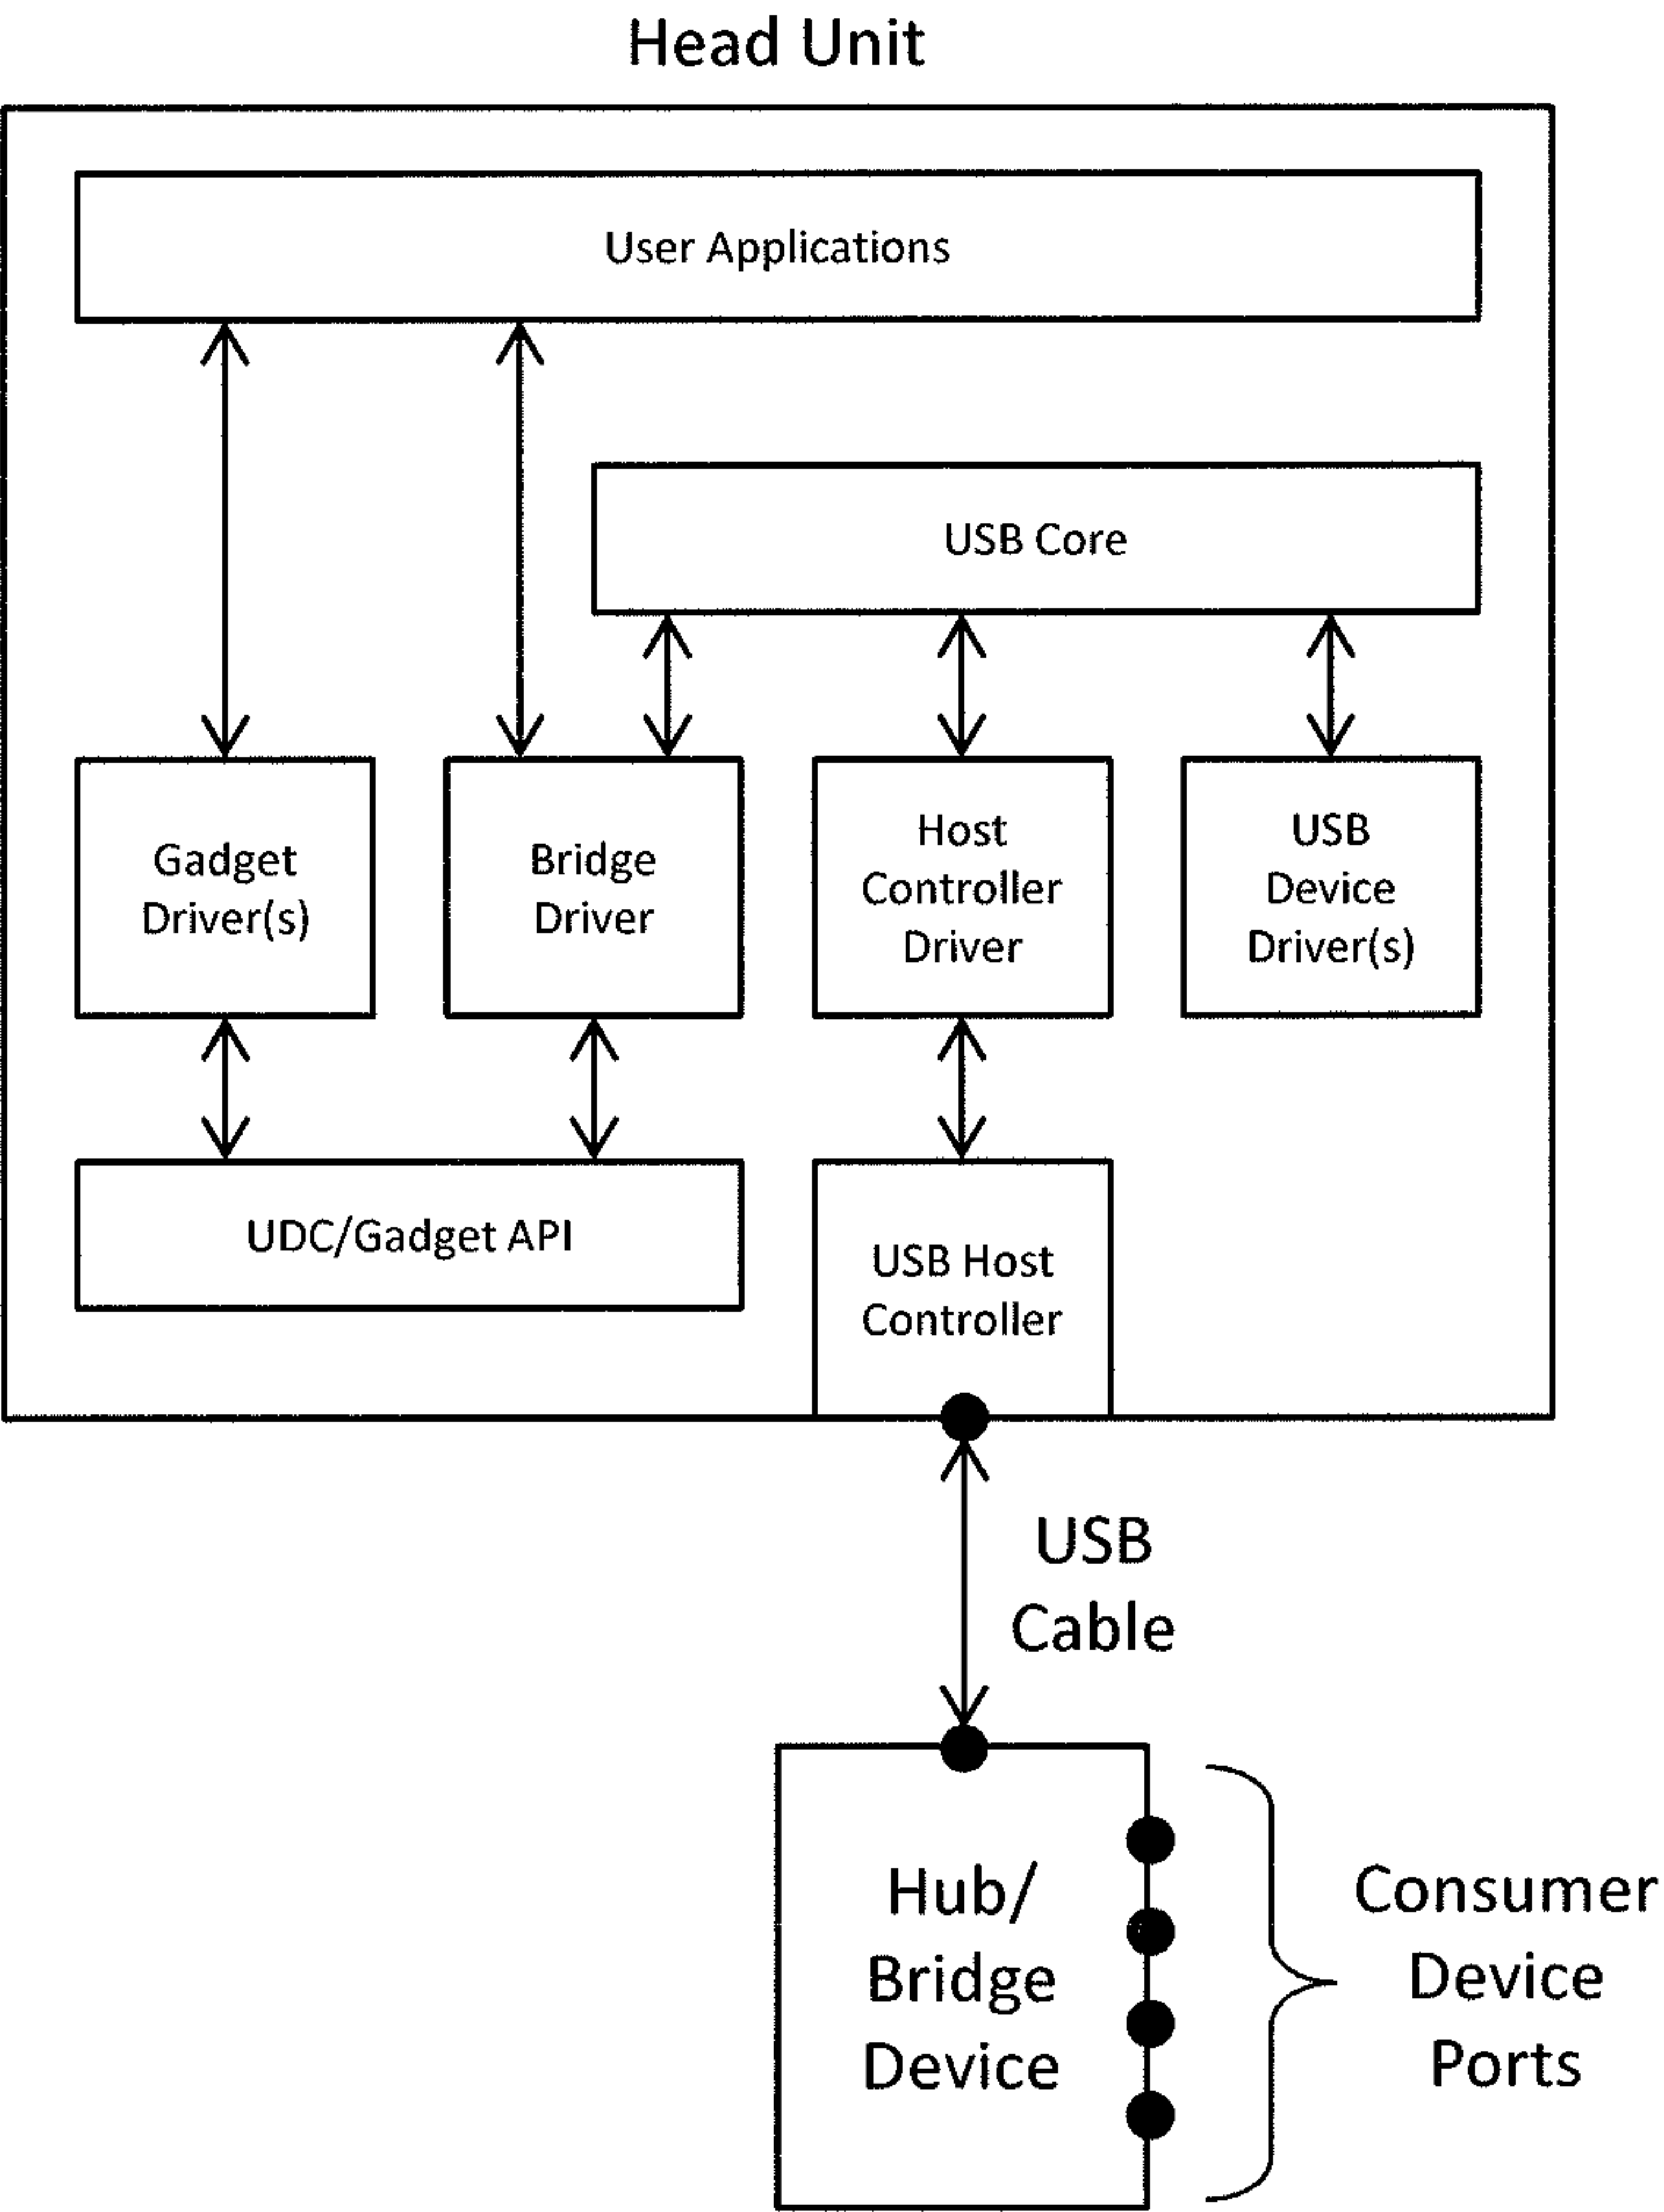 Head Unit
User Applications
USB Core
Gadget
Driver(s)
Bridge
Driver
Host
Controller
Driver
USB
Device
Driver(s)
UDC/Gadget API
USB Host
Controller
USB
Cable
Hub/
Bridge
Device
Consumer
Device
Ports